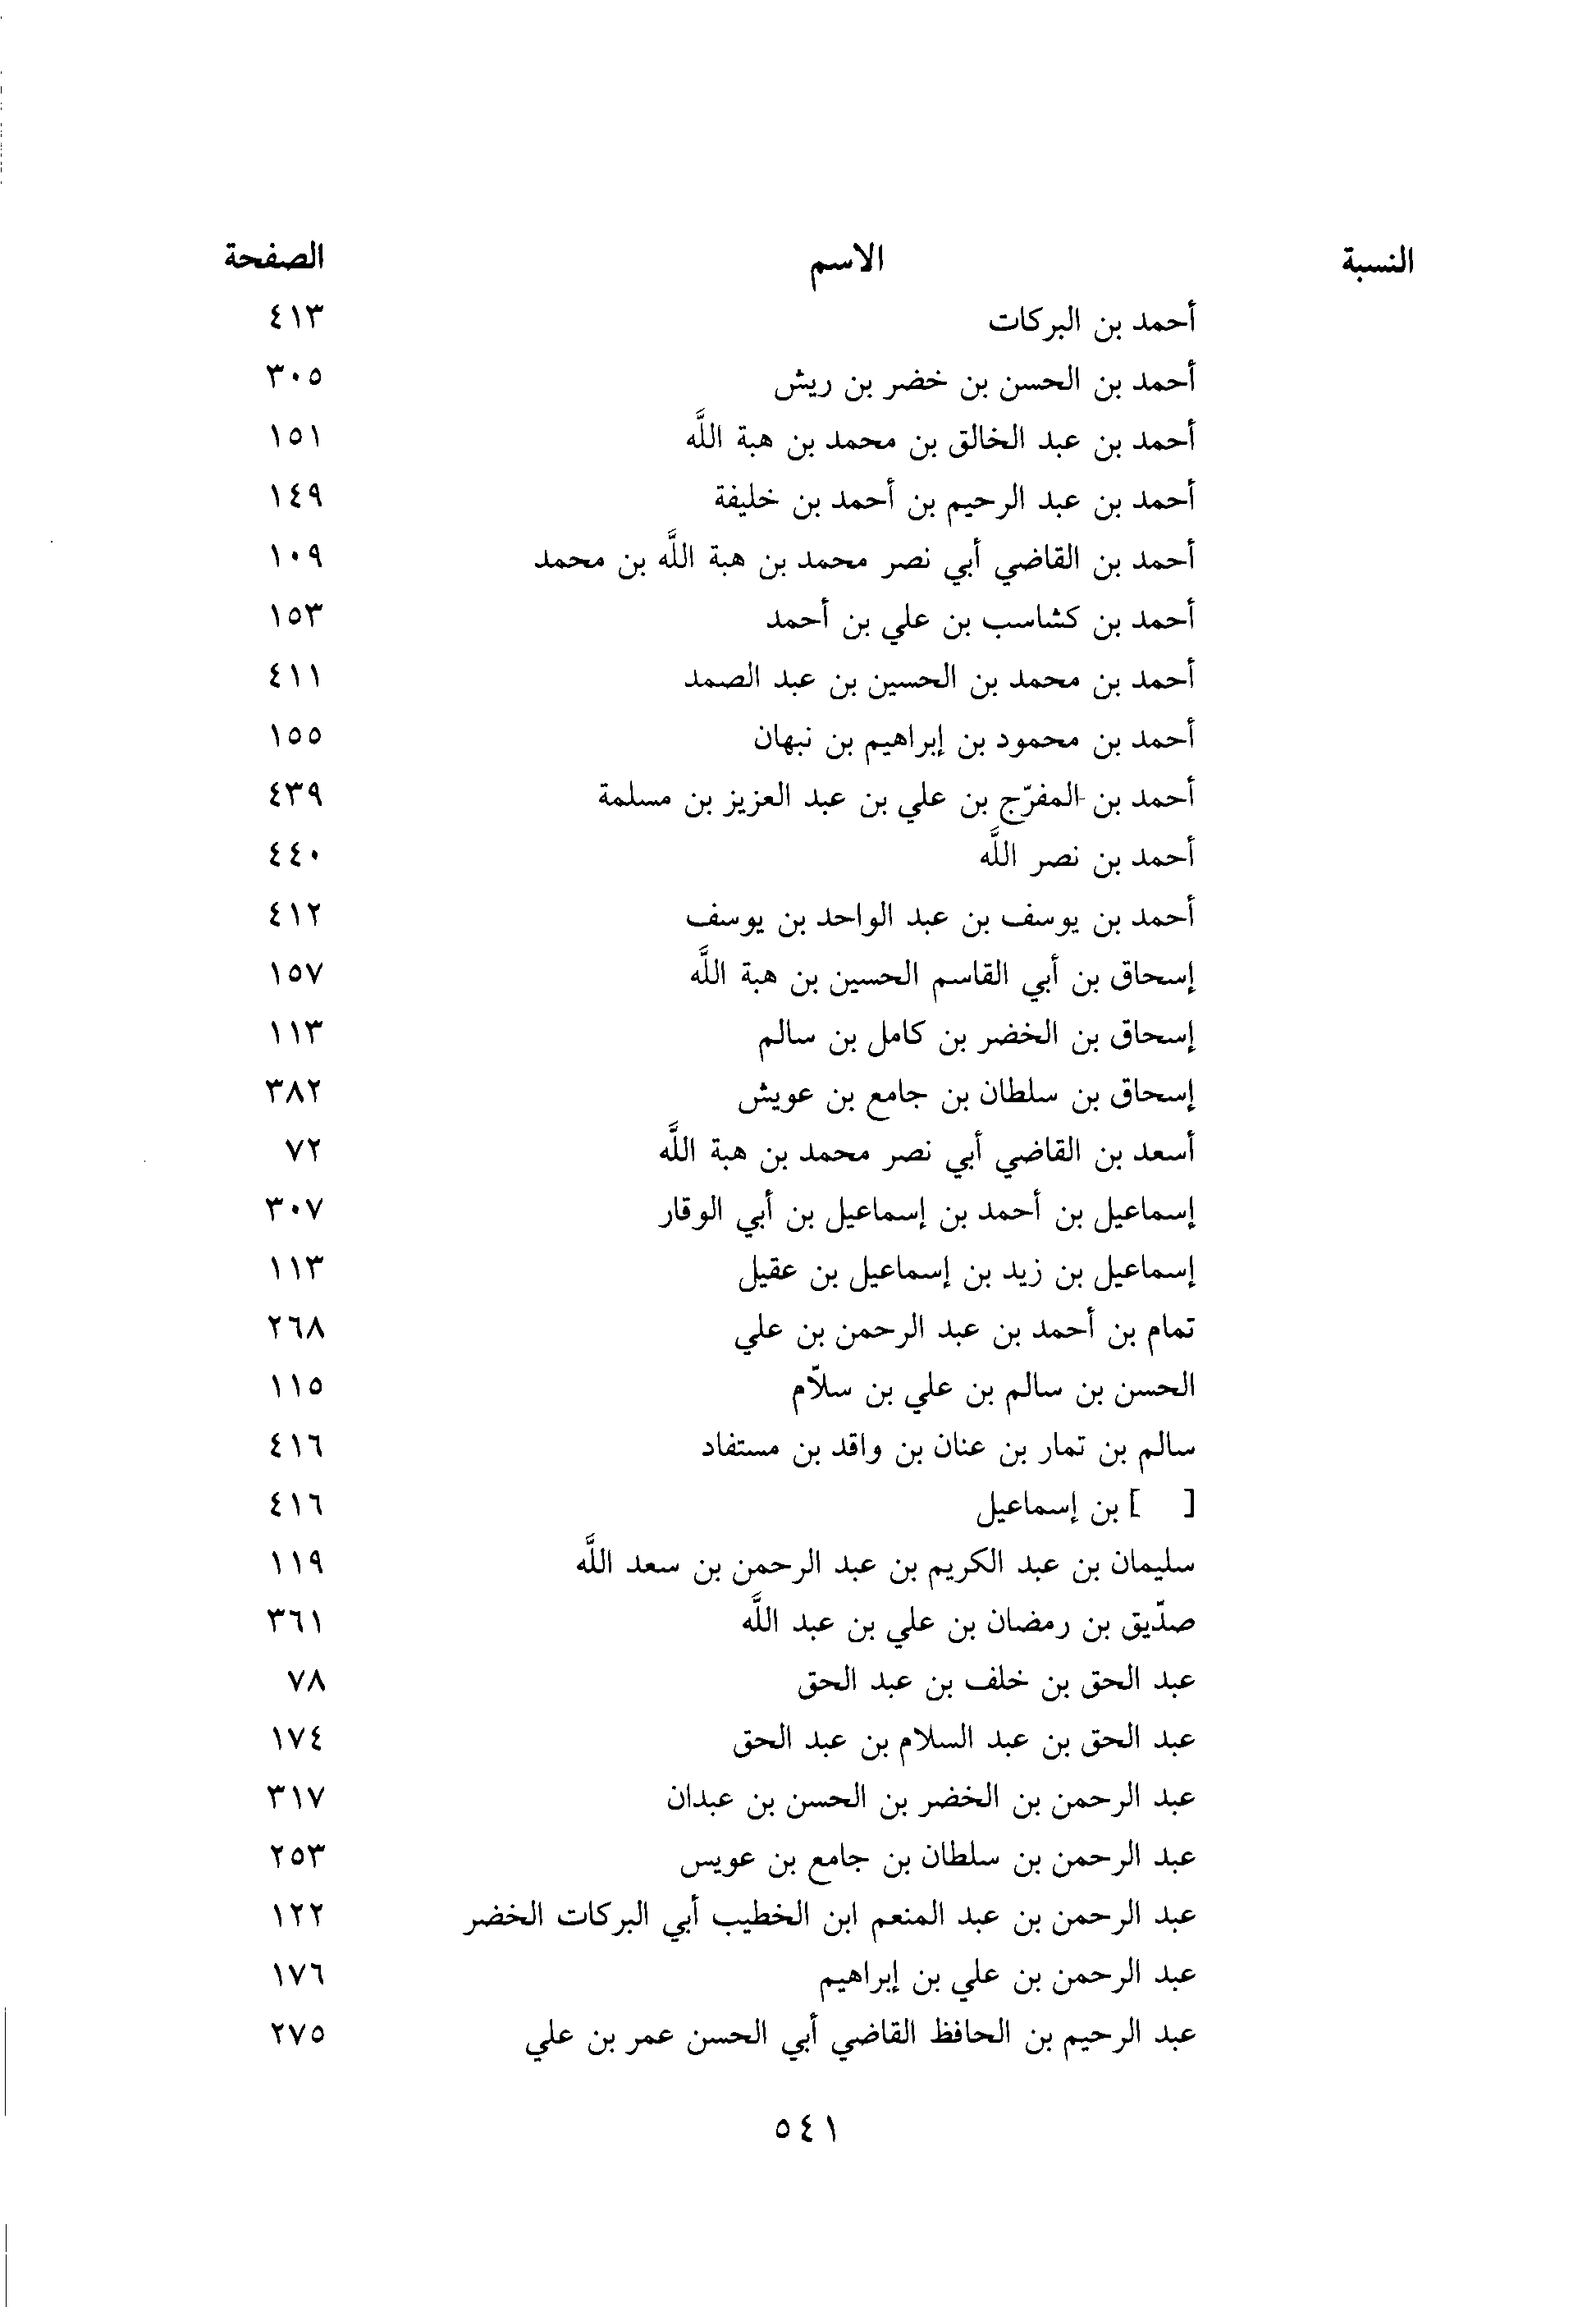 النسبة الاسم الصفحة
أحمد بن البركات ٤١٣
أحمد بن الحسن بن خضر بن ريش ٣٠٥
أحمد بن عبد الخالق بن محمد بن هبة اللَّه ١٥١
أحمد بن عبد الرحيم بن أحمد بن خليفة ١٤٩
أحمد بن القاضي أبي نصر محمد بن هبة اللَّه بن محمد ١٠٩
أحمد بن كشاسب بن علي بن أحمد ١٥٣
أحمد بن محمد بن الحسين بن عبد الصمد ٤١١
أحمد بن محمود بن إبراهيم بن نبهان ١٥٥
أحمد بن المفرّج بن علي بن عبد العزيز بن مسلمة ٤٣٩
أحمد بن نصر اللَّه ٤٤٠
أحمد بن يوسف بن عبد الواحد بن يوسف ٤١٢
إسحاق بن أبي القاسم الحسين بن هبة اللَّه ١٥٧
إسحاق بن الخضر بن كامل بن سالم ١١٣
إسحاق بن سلطان بن جامع بن عويش ٣٨٢
أسعد بن القاضي أبي نصر محمد بن هبة اللَّه ٧٢
إسماعيل بن أحمد بن إسماعيل بن أبي الوقار ٣٠٧
إسماعيل بن زيد بن إسماعيل بن عقيل ١١٣
تمام بن أحمد بن عبد الرحمن بن علي ٢٦٨
الحسن بن سالم بن علي بن سلاّم ١١٥
سالم بن تمار بن عنان بن واقد بن مستفاد ٤١٦
[ ] بن إسماعيل ٤١٦
سليمان بن عبد الكريم بن عبد الرحمن بن سعد اللَّه ١١٩
صدّيق بن رمضان بن علي بن عبد اللَّه ٣٦١
عبد الحق بن خلف بن عبد الحق ٧٨
عبد الحق بن عبد السلام بن عبد الحق ١٧٤
عبد الرحمن بن الخضر بن الحسن بن عبدان ٣١٧
عبد الرحمن بن سلطان بن جامع بن عويس ٢٥٣
عبد الرحمن بن عبد المنعم ابن الخطيب أبي البركات الخضر ١٢٢
عبد الرحمن بن علي بن إبراهيم ١٧٦
عبد الرحيم بن الحافظ القاضي أبي الحسن عمر بن علي ٢٧٥
٥٤١